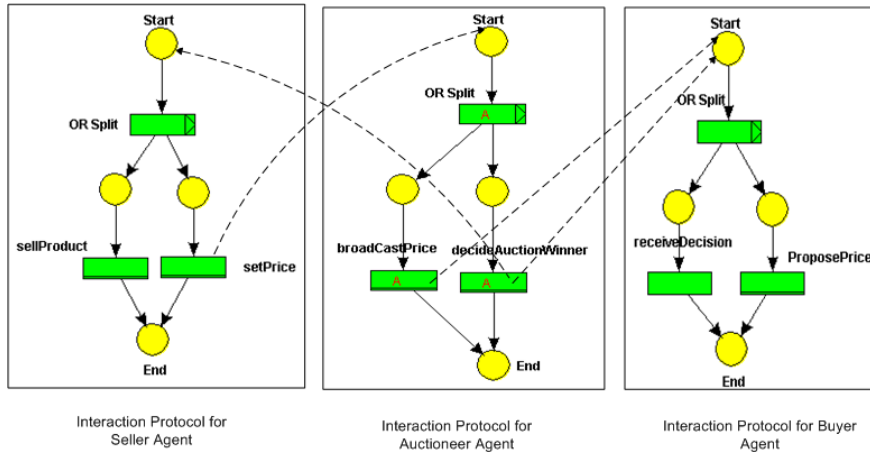 Start
OR Split
sellProduct
setPrice
End
Interaction Protocol for
Seller Agent
Start
OR Split
A
broadCastPrice
decideAuctionWinner
A
A
End
Interaction Protocol for
Auctioneer Agent
Start
OR Split
receiveDecision
ProposePrice
End
Interaction Protocol for Buyer
Agent